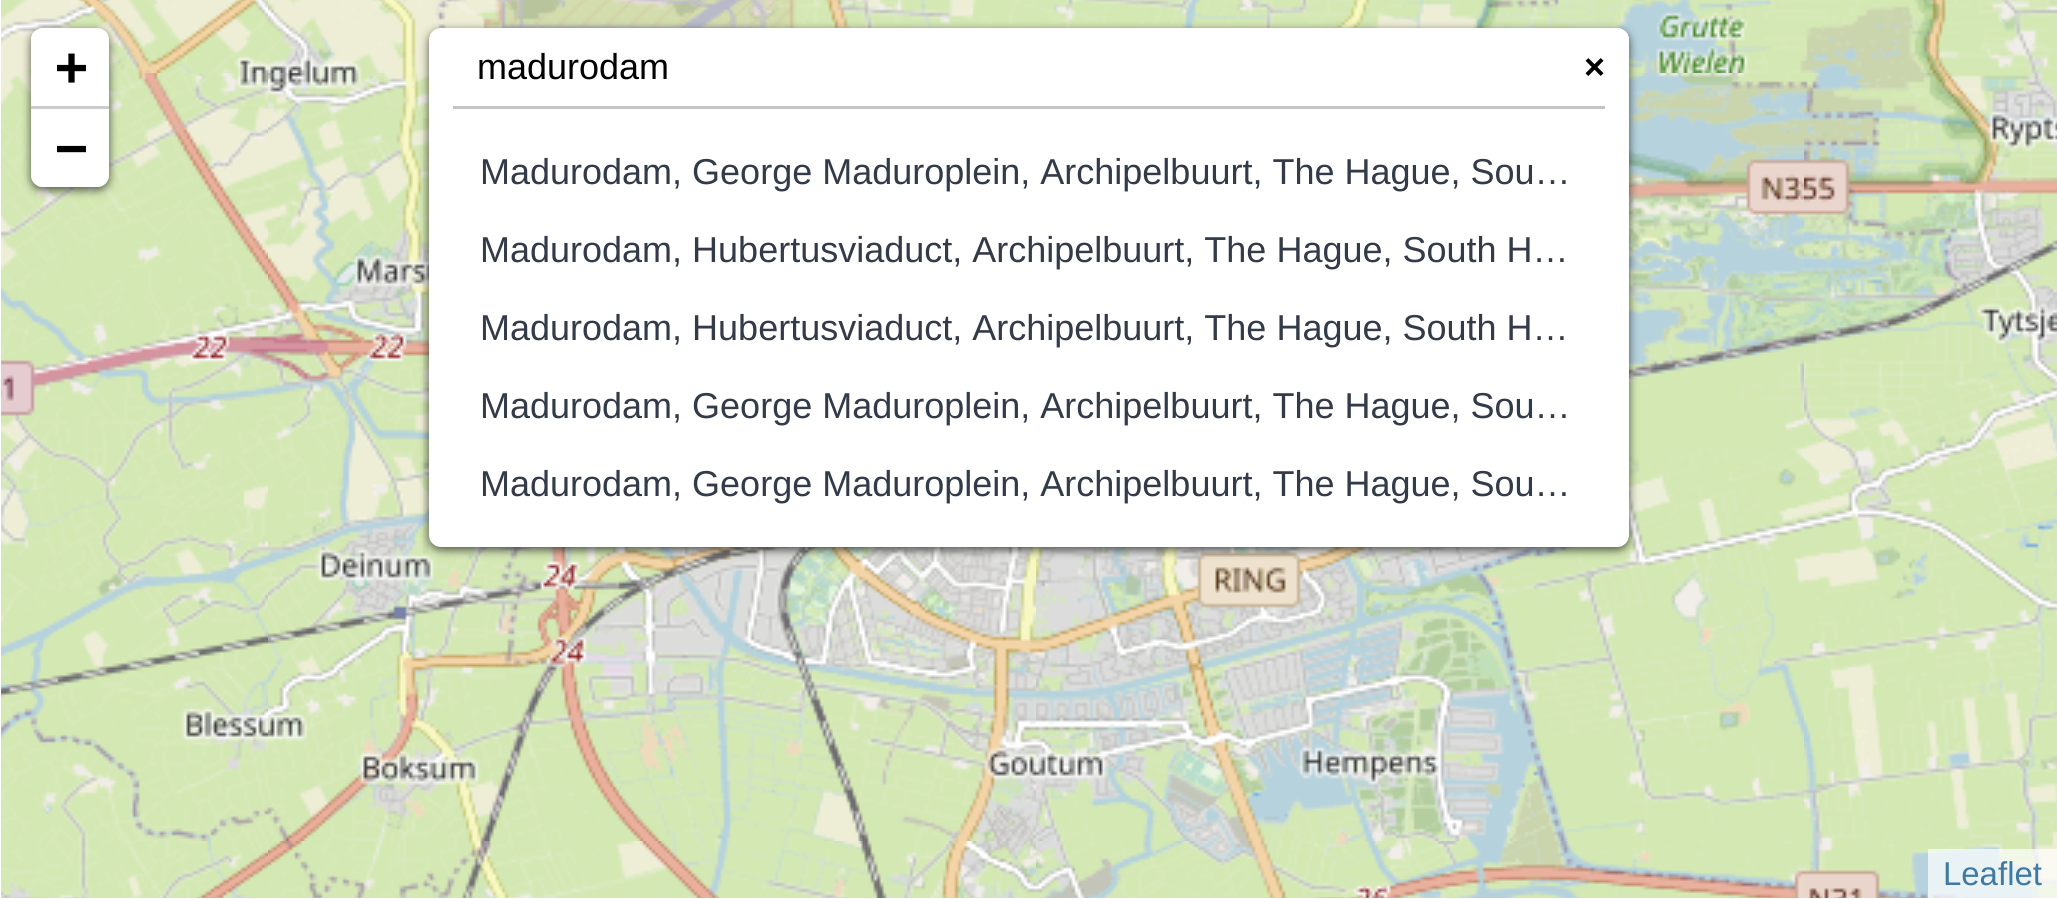 +
−
madurodam
×
Madurodam, George Maduroplein, Archipelbuurt, The Hague, Sou…
Madurodam, Hubertusviaduct, Archipelbuurt, The Hague, South H…
Madurodam, Hubertusviaduct, Archipelbuurt, The Hague, South H…
Madurodam, George Maduroplein, Archipelbuurt, The Hague, Sou…
Madurodam, George Maduroplein, Archipelbuurt, The Hague, Sou…
Grutte
Wielen
Ingelum
Rypts
N355
Mars
Tytsje
22
22
1
Deinum
24
RING
24
Blessum
Boksum
Goutum
Hempens
Leaflet